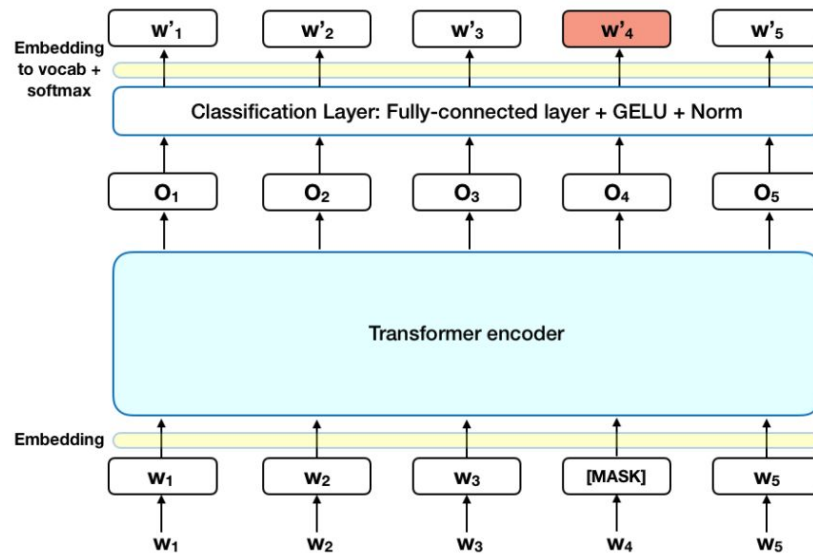 w'₁ w'₂ w'₃ w'₄ w'₅
Embedding
to vocab +
softmax
Classification Layer: Fully-connected layer + GELU + Norm
O₁ O₂ O₃ O₄ O₅
Transformer encoder
Embedding
w₁ w₂ w₃ [MASK] w₅
w₁ w₂ w₃ w₄ w₅